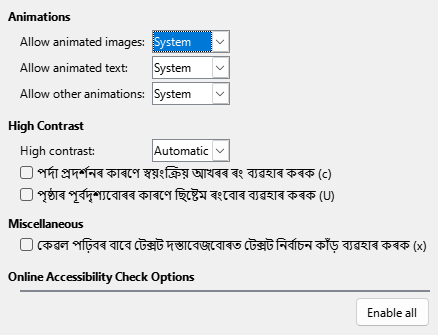 Animations
Allow animated images: System
Allow animated text: System
Allow other animations: System
High Contrast
High contrast: Automatic
পৰ্দা প্ৰদৰ্শনৰ কাৰণে স্বয়ংক্ৰিয় আখৰৰ ৰং ব্যৱহাৰ কৰক (c)
পৃষ্ঠাৰ পূৰ্বদৃশ্যবোৰৰ কাৰণে ছিষ্টেম ৰংবোৰ ব্যৱহাৰ কৰক (U)
Miscellaneous
কেৱল পঢ়িবৰ বাবে টেক্সট দস্তাবেজবোৰত টেক্সট নিৰ্বাচন কাঁড় ব্যৱহাৰ কৰক (x)
Online Accessibility Check Options
Enable all